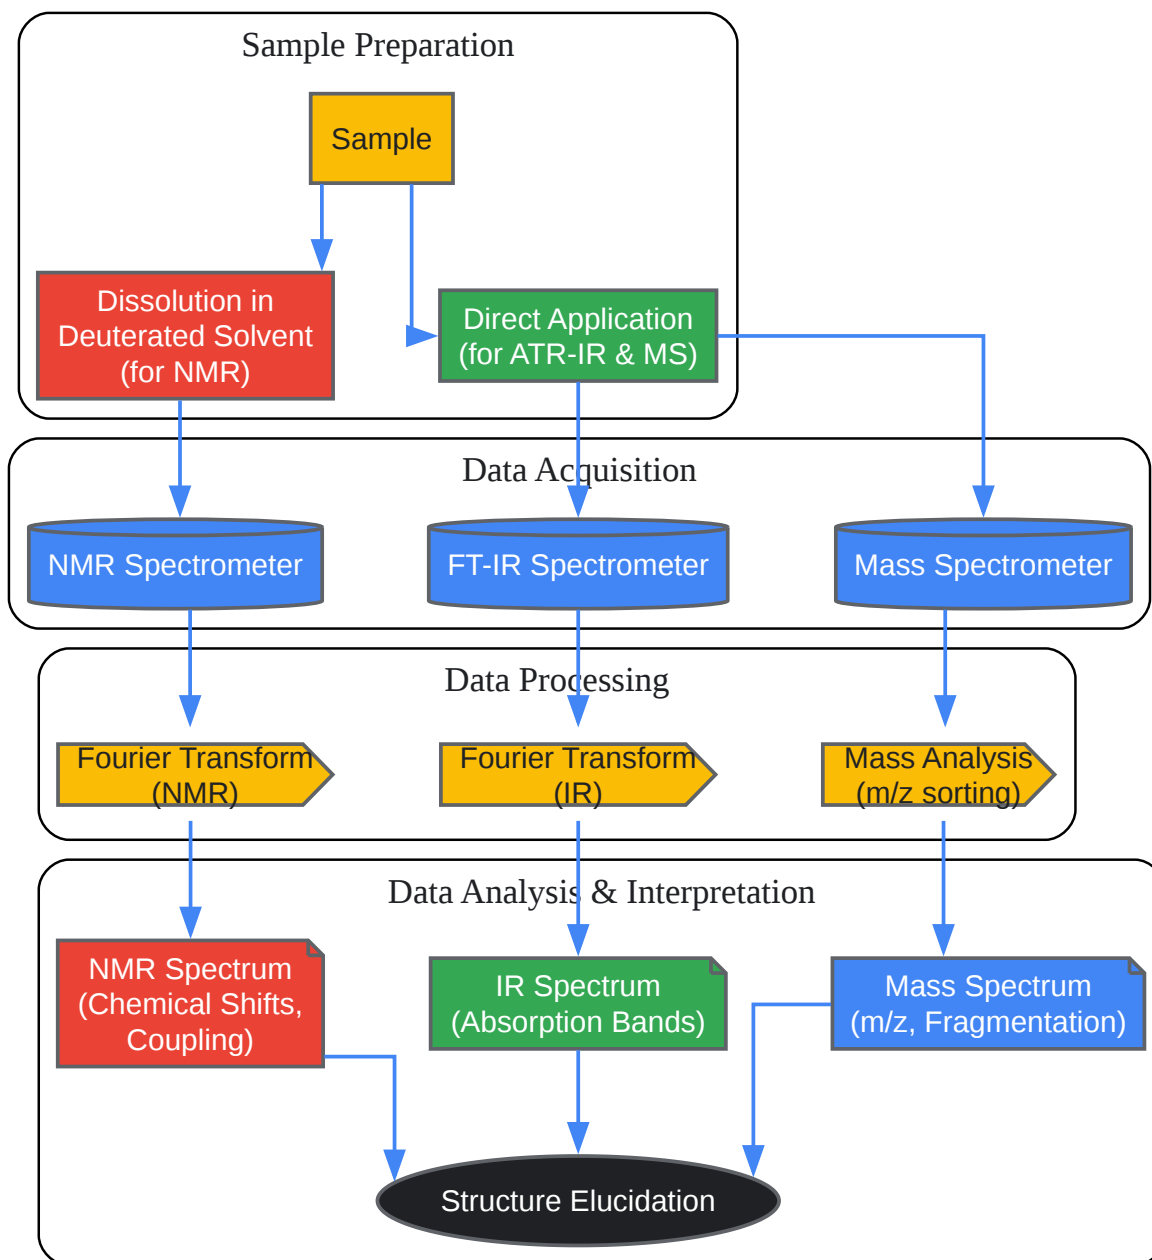 Sample Preparation
Sample
Dissolution in
Deuterated Solvent
(for NMR)
Direct Application
(for ATR-IR & MS)
Data Acquisition
NMR Spectrometer
FT-IR Spectrometer
Mass Spectrometer
Data Processing
Fourier Transform
(NMR)
Fourier Transform
(IR)
Mass Analysis
(m/z sorting)
Data Analysis & Interpretation
NMR Spectrum
(Chemical Shifts,
Coupling)
IR Spectrum
(Absorption Bands)
Mass Spectrum
(m/z, Fragmentation)
Structure Elucidation